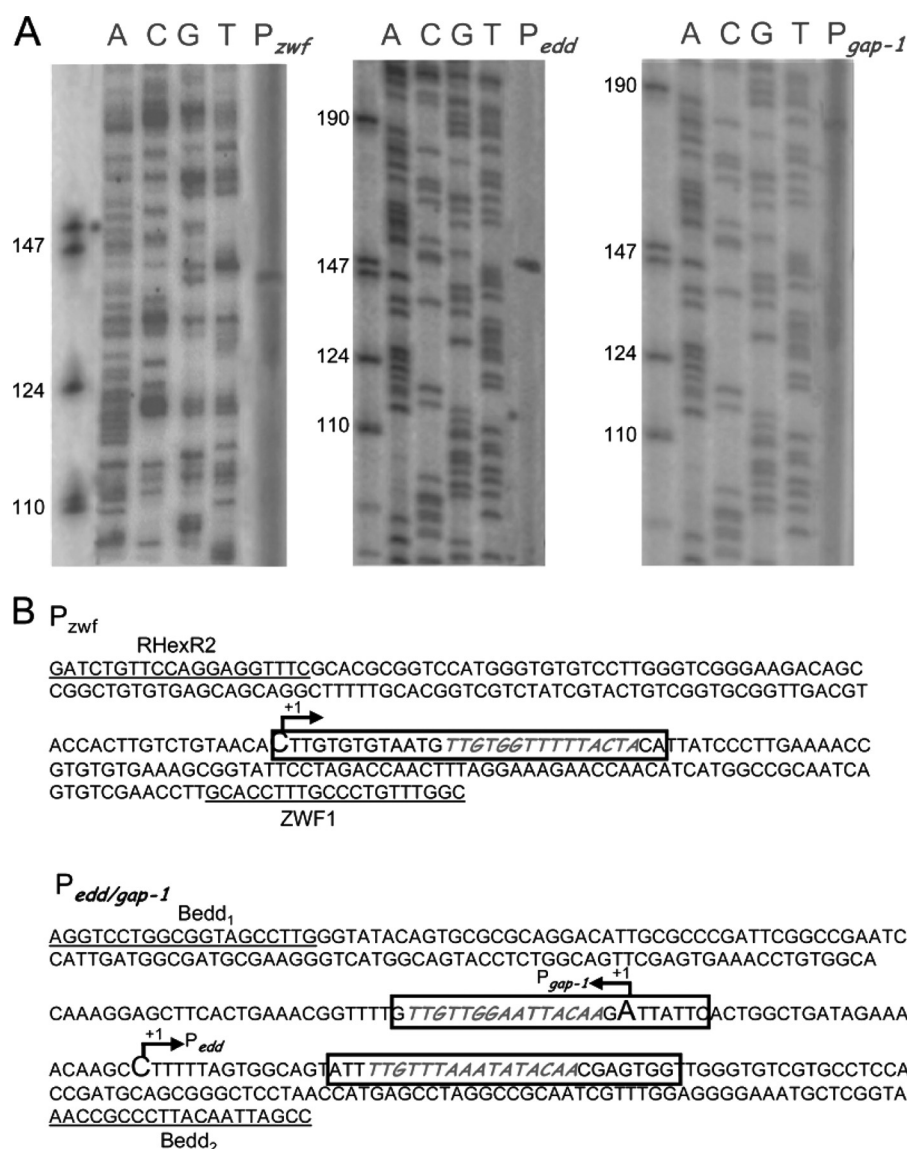 A
A C G T P zwf
A C G T P edd
A C G T P gap-1
147
124
110
190
147
124
110
190
147
124
110
B
P zwf
RHexR2
GATCTGTTCCAGGAGGTTTCGCACGCGGTCCATGGGTGTGTCCTTGGGTCGGGAAGACAGC
CGGCTGTGTGAGCAGCAGGCTTTTTGCACGGTCGTCTATCGTACTGTCGGTGCGGTTGACGT
+1
ACCACTTGTCTGTAACACTTGTGTGTAATGTTGTGGTTTTTACTACATTATCCCTTGAAAACC
GTGTGTGAAAGCGGTATTCCTAGACCAACTTTAGGAAAGAACCAACATCATGGCCGCAATCA
GTGTCGAACCTTGCACCTTTGCCCTGTTTGGC
ZWF1
P edd/gap-1
Bedd1
AGGTCCTGGCGGTAGCCTTGGGTATACAGTGCGCGCAGGACATTGCGCCCGATTCGGCCGAATC
CATTGATGGCGATGCGAAGGGTCATGGCAGTACCTCTGGCAGTTCGAGTGAAACCTGTGGCA
P gap-1 +1
CAAAGGAGCTTCACTGAAACGGTTTTGTTGTTGGAATTACAAGATTATTCACTGGCTGATAGAAA
+1 P edd
ACAAGCCTTTTTAGTGGCAGTATTTTGTTTAAATATACAACGAGTGGTTGGGTGTCGTGCCTCCA
CCGATGCAGCGGGCTCCTAACCATGAGCCTAGGCCGCAATCGTTTGGAGGGGAAATGCTCGGTA
AACCGCCCTTACAATTAGCC
Bedd2